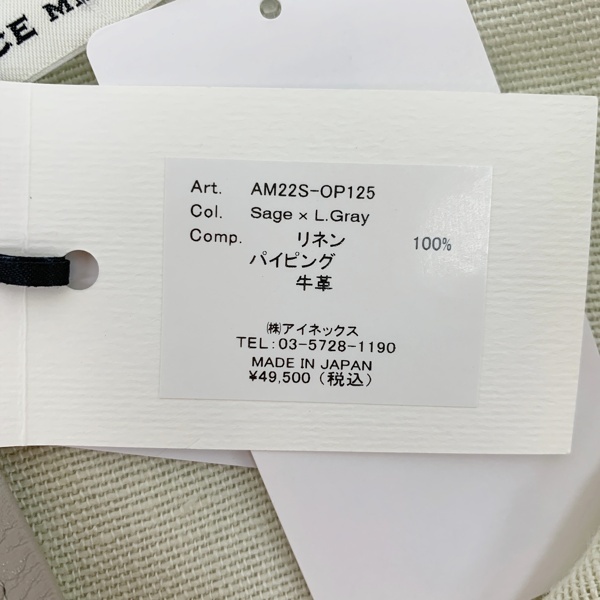 CE M
Art. AM22S-OP125
Col. Sage × L.Gray
Comp. リネン 100%
パイピング
牛革
㈱アイネックス
TEL:03-5728-1190
MADE IN JAPAN
¥49,500（税込）